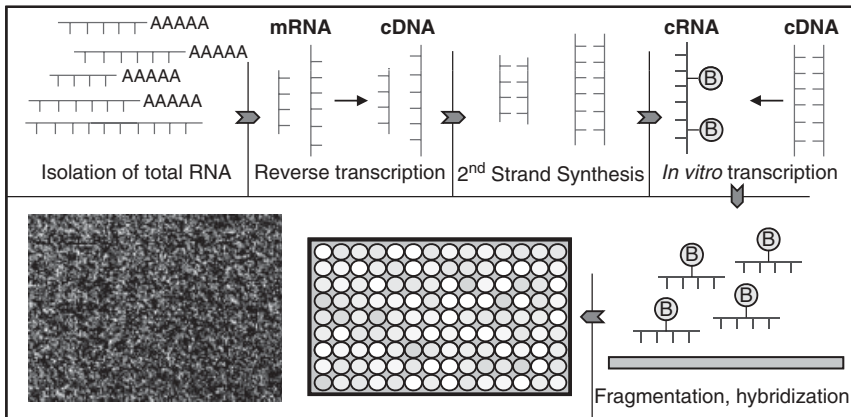 AAAAA
AAAAA
AAAAA
AAAAA
Isolation of total RNA
mRNA cDNA
Reverse transcription
2nd Strand Synthesis
cRNA cDNA
B
B
In vitro transcription
B
B
B
B
Fragmentation, hybridization